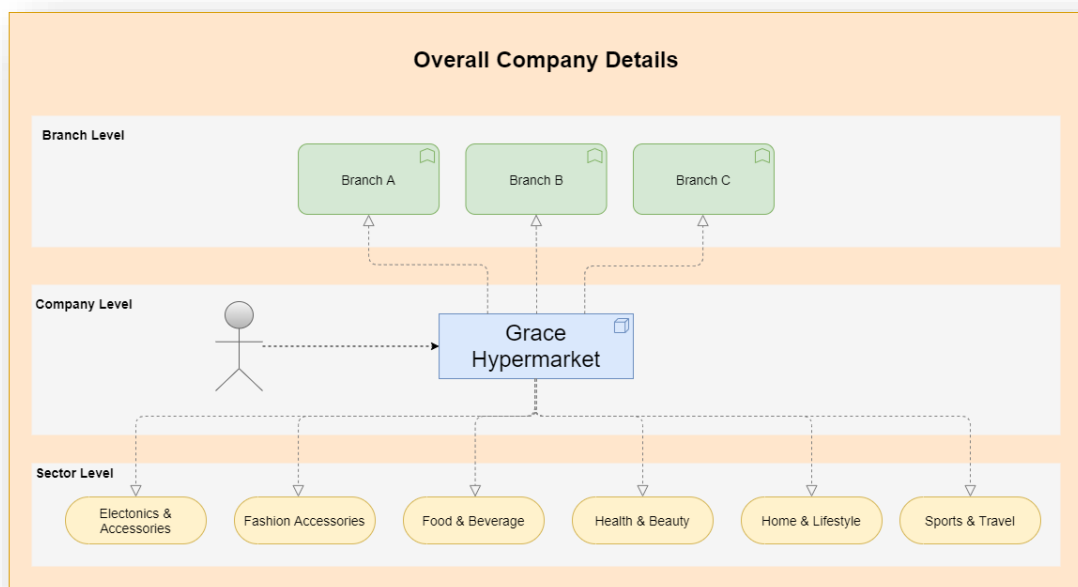 Overall Company Details
Branch Level
Branch A
Branch B
Branch C
Company Level
Grace
Hypermarket
Sector Level
Electonics &
Accessories
Fashion Accessories
Food & Beverage
Health & Beauty
Home & Lifestyle
Sports & Travel